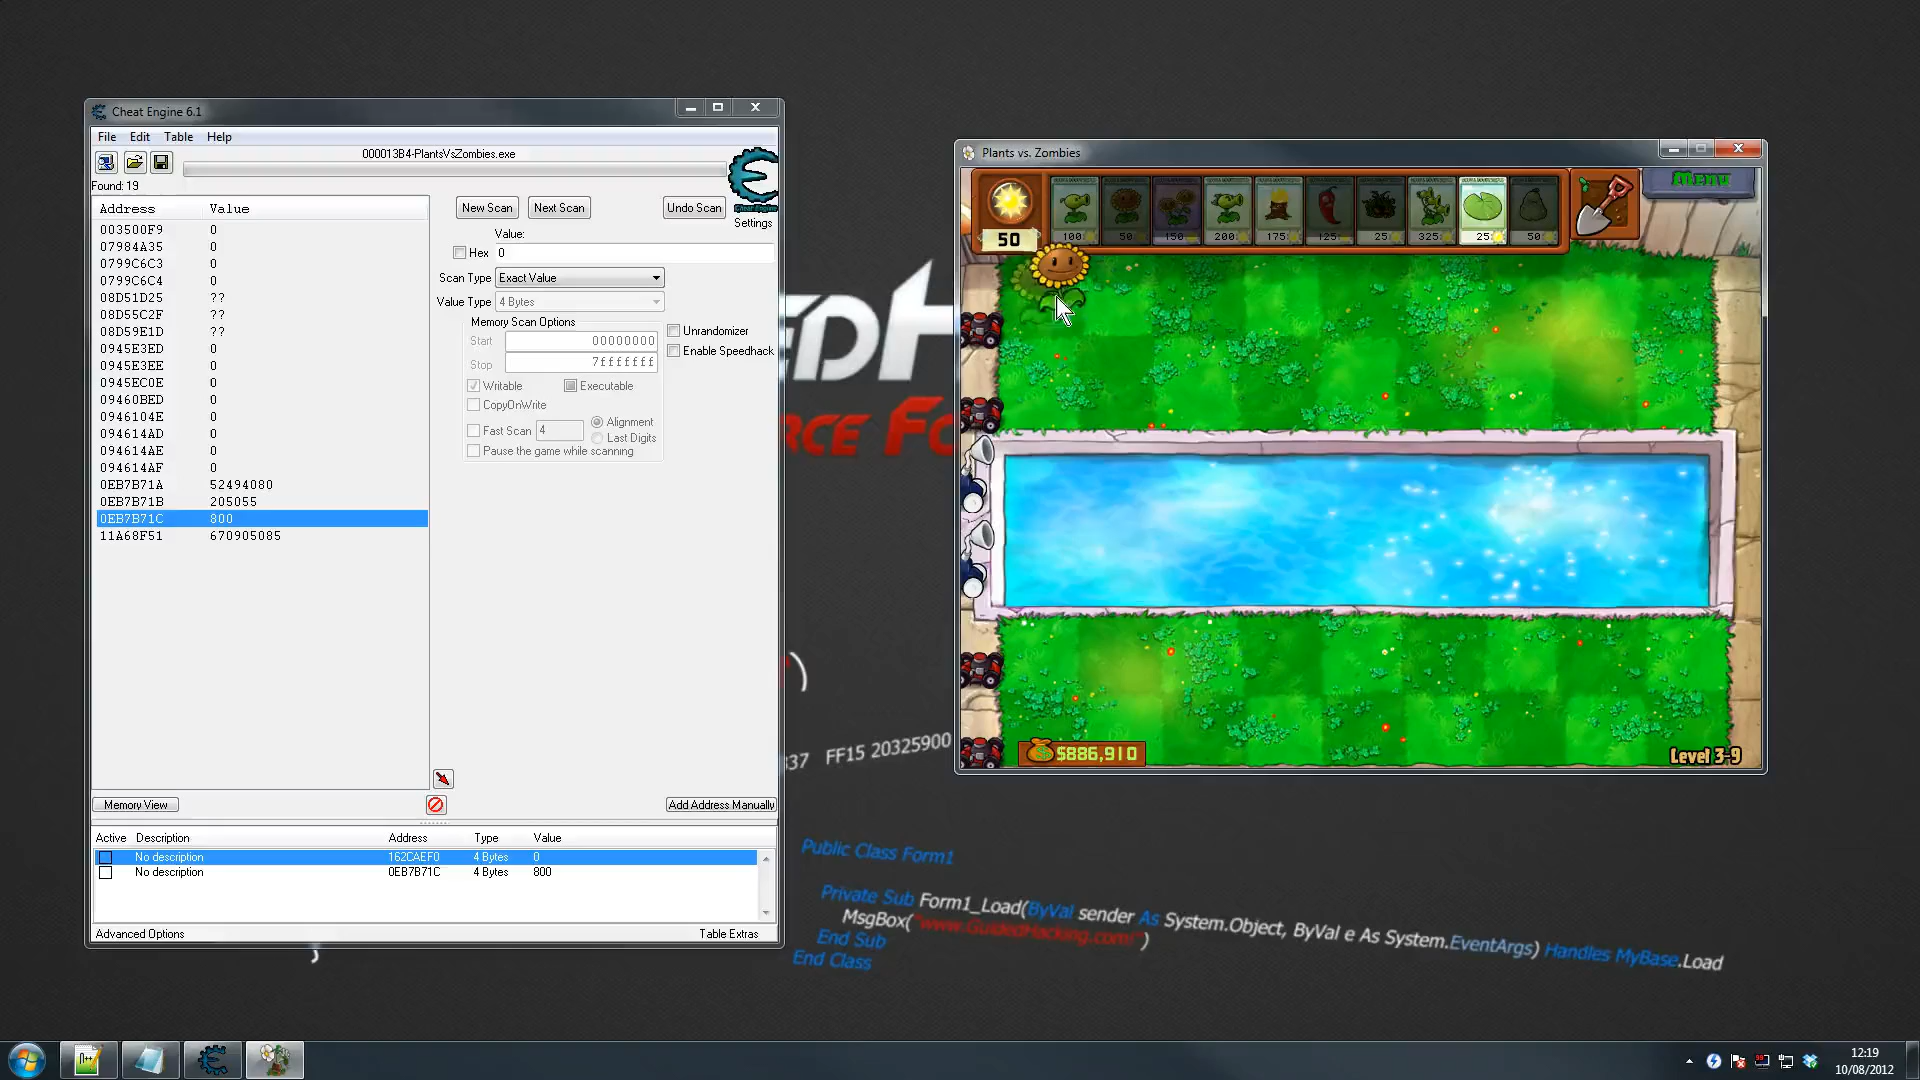 Cheat Engine 6.1
File Edit Table Help
000013B4-PlantsVsZombies.exe
Found: 19
Address Value
003500F9 0
07984A35 0
0799C6C3 0
0799C6C4 0
08D51D25 ??
08D55C2F ??
08D59E1D ??
0945E3ED 0
0945E3EE 0
0945EC0E 0
09460BED 0
0946104E 0
094614AD 0
094614AE 0
094614AF 0
0EB7B71A 52494080
0EB7B71B 205055
0EB7B71C 800
11A68F51 670905085
New Scan Next Scan Undo Scan
Cheat Engine
Settings
Value:
Hex 0
Scan Type Exact Value
Value Type 4 Bytes
Memory Scan Options
Start 00000000
Stop 7fffffff
Writable Executable
CopyOnWrite
Fast Scan 4 Alignment
Last Digits
Pause the game while scanning
Unrandomizer
Enable Speedhack
Memory View Add Address Manually
Active Description Address Type Value
No description 162CAEF0 4 Bytes 0
No description 0EB7B71C 4 Bytes 800
Advanced Options Table Extras
Plants vs. Zombies
50
100 50 150 200 175 125 25 325 25 50
Menu
$886,910
Level 3-9
FF15 20325900
Public Class Form1
Private Sub Form1_Load(ByVal sender As System.Object, ByVal e As System.EventArgs) Handles MyBase.Load
MsgBox("www.GuidedHacking.com!")
End Sub
End Class
12:19
10/08/2012